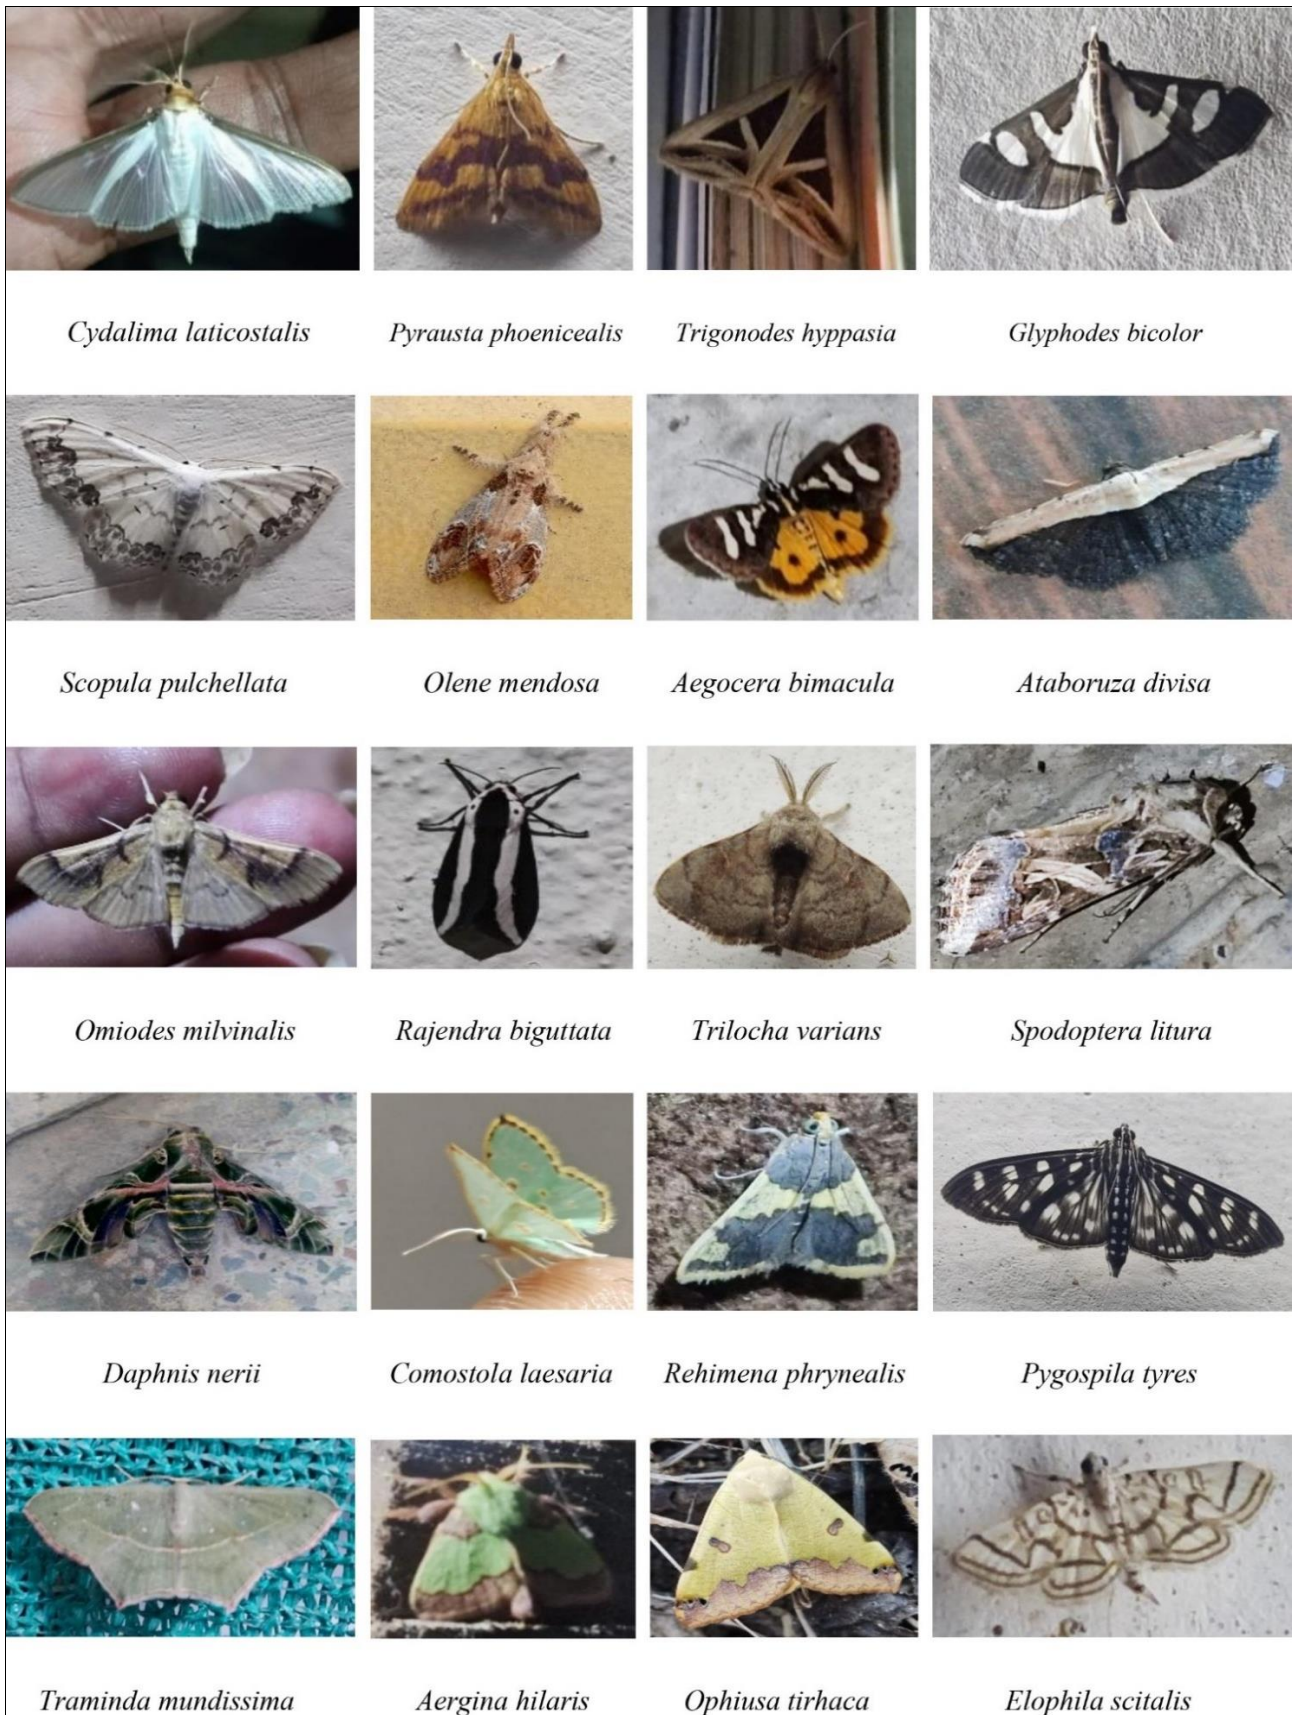 Cydalima laticostalis
Pyrausta phoenicealis
Trigonodes hyppasia
Glyphodes bicolor
Scopula pulchellata
Olene mendosa
Aegocera bimacula
Ataboruza divisa
Omiodes milvinalis
Rajendra biguttata
Trilocha varians
Spodoptera litura
Daphnis nerii
Comostola laesaria
Rehimena phrynealis
Pygospila tyres
Traminda mundissima
Aergina hilaris
Ophiusa tirhaca
Elophila scitalis